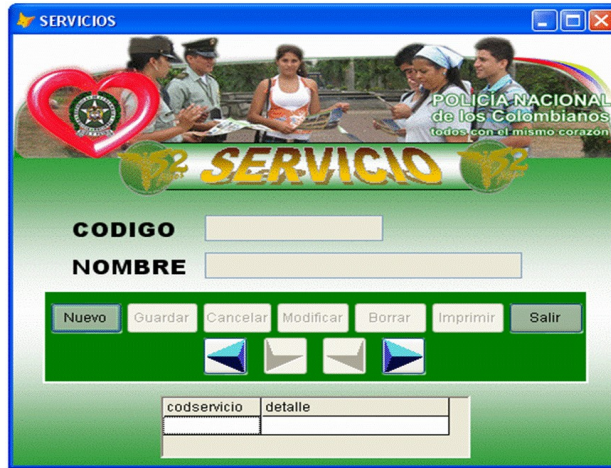 SERVICIOS
POLICIA NACIONAL
de los Colombianos
todos con el mismo corazón
SERVICIO
CODIGO
NOMBRE
Nuevo Guardar Cancelar Modificar Borrar Imprimir Salir
codservicio detalle